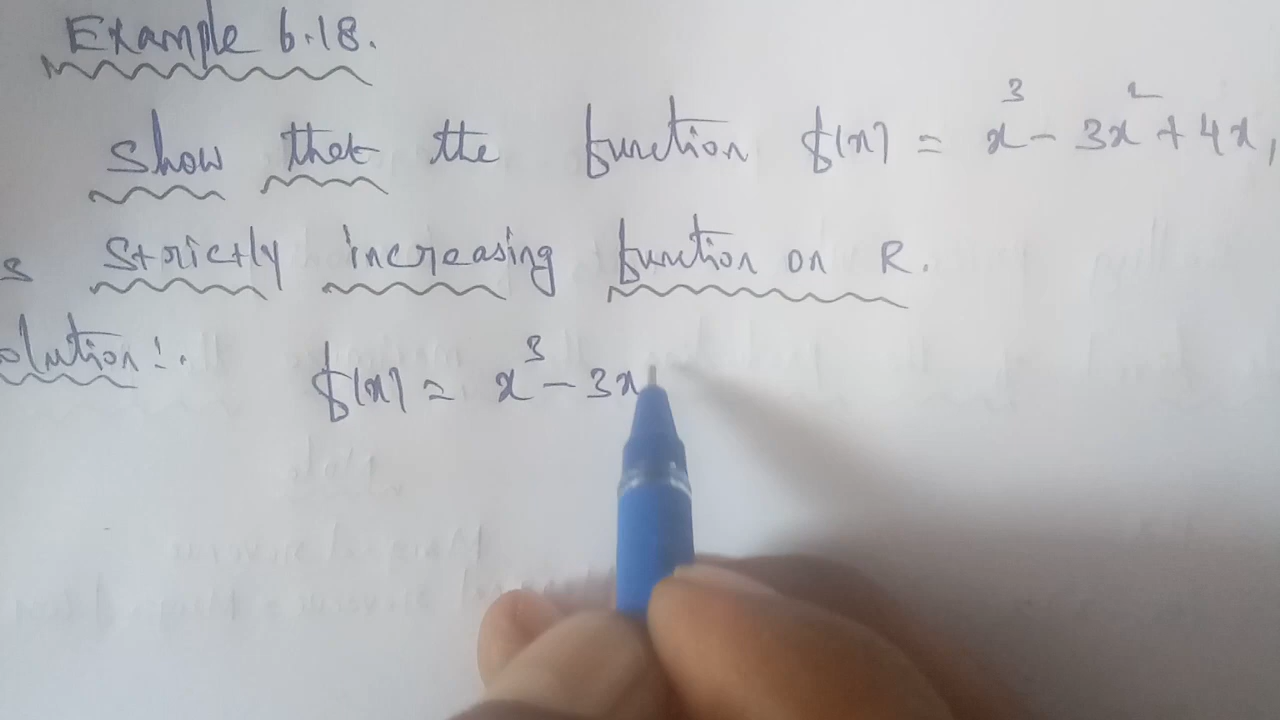 Example 6.18.
Show that the function f(x) = x³ - 3x² + 4x,
s Strictly increasing function on R.
olution:.
f(x) = x³ - 3x